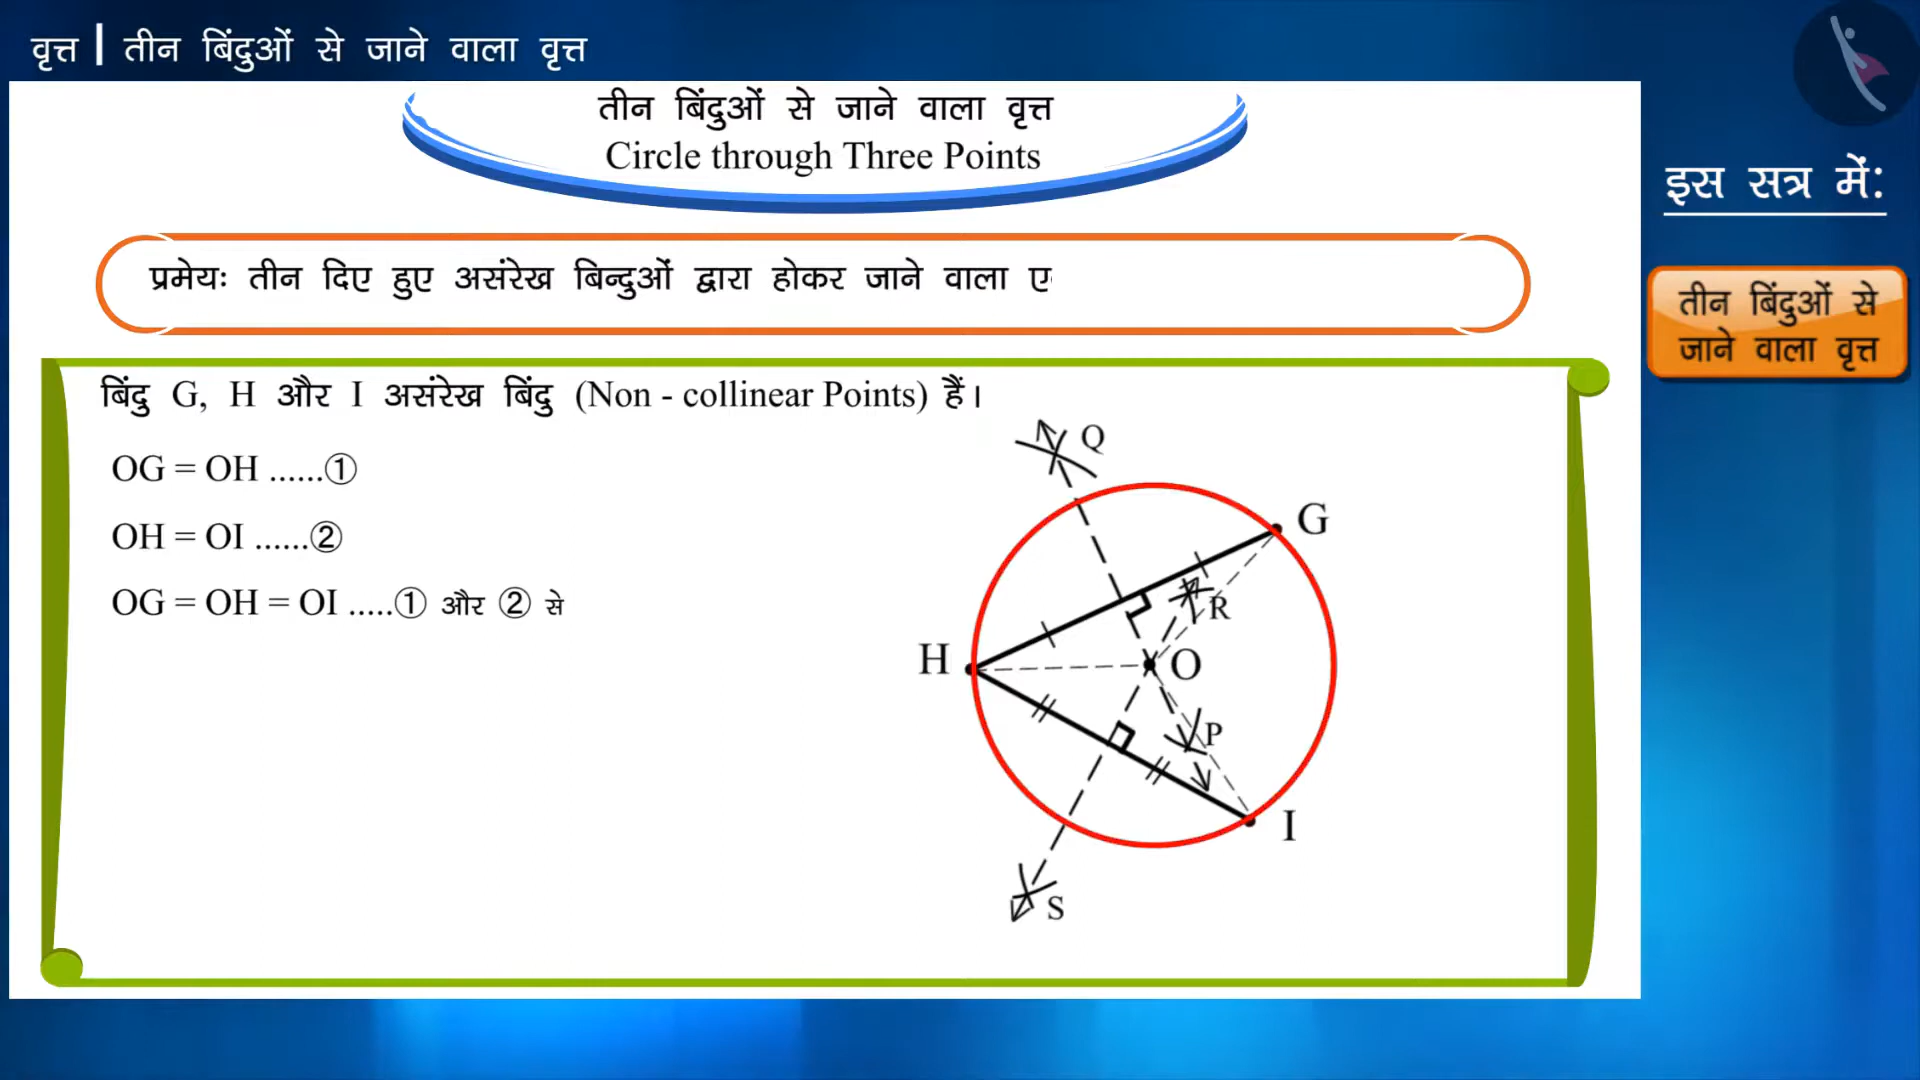 वृत्त | तीन बिंदुओं से जाने वाला वृत्त
तीन बिंदुओं से जाने वाला वृत्त
Circle through Three Points
इस सत्र में:
तीन बिंदुओं से
जाने वाला वृत्त
प्रमेयः तीन दिए हुए असंरेख बिन्दुओं द्वारा होकर जाने वाला ए
बिंदु G, H और I असंरेख बिंदु (Non - collinear Points) हैं।
OG = OH ......①
OH = OI ......②
OG = OH = OI .....① और ② से
Q
G
R
H
O
P
I
S